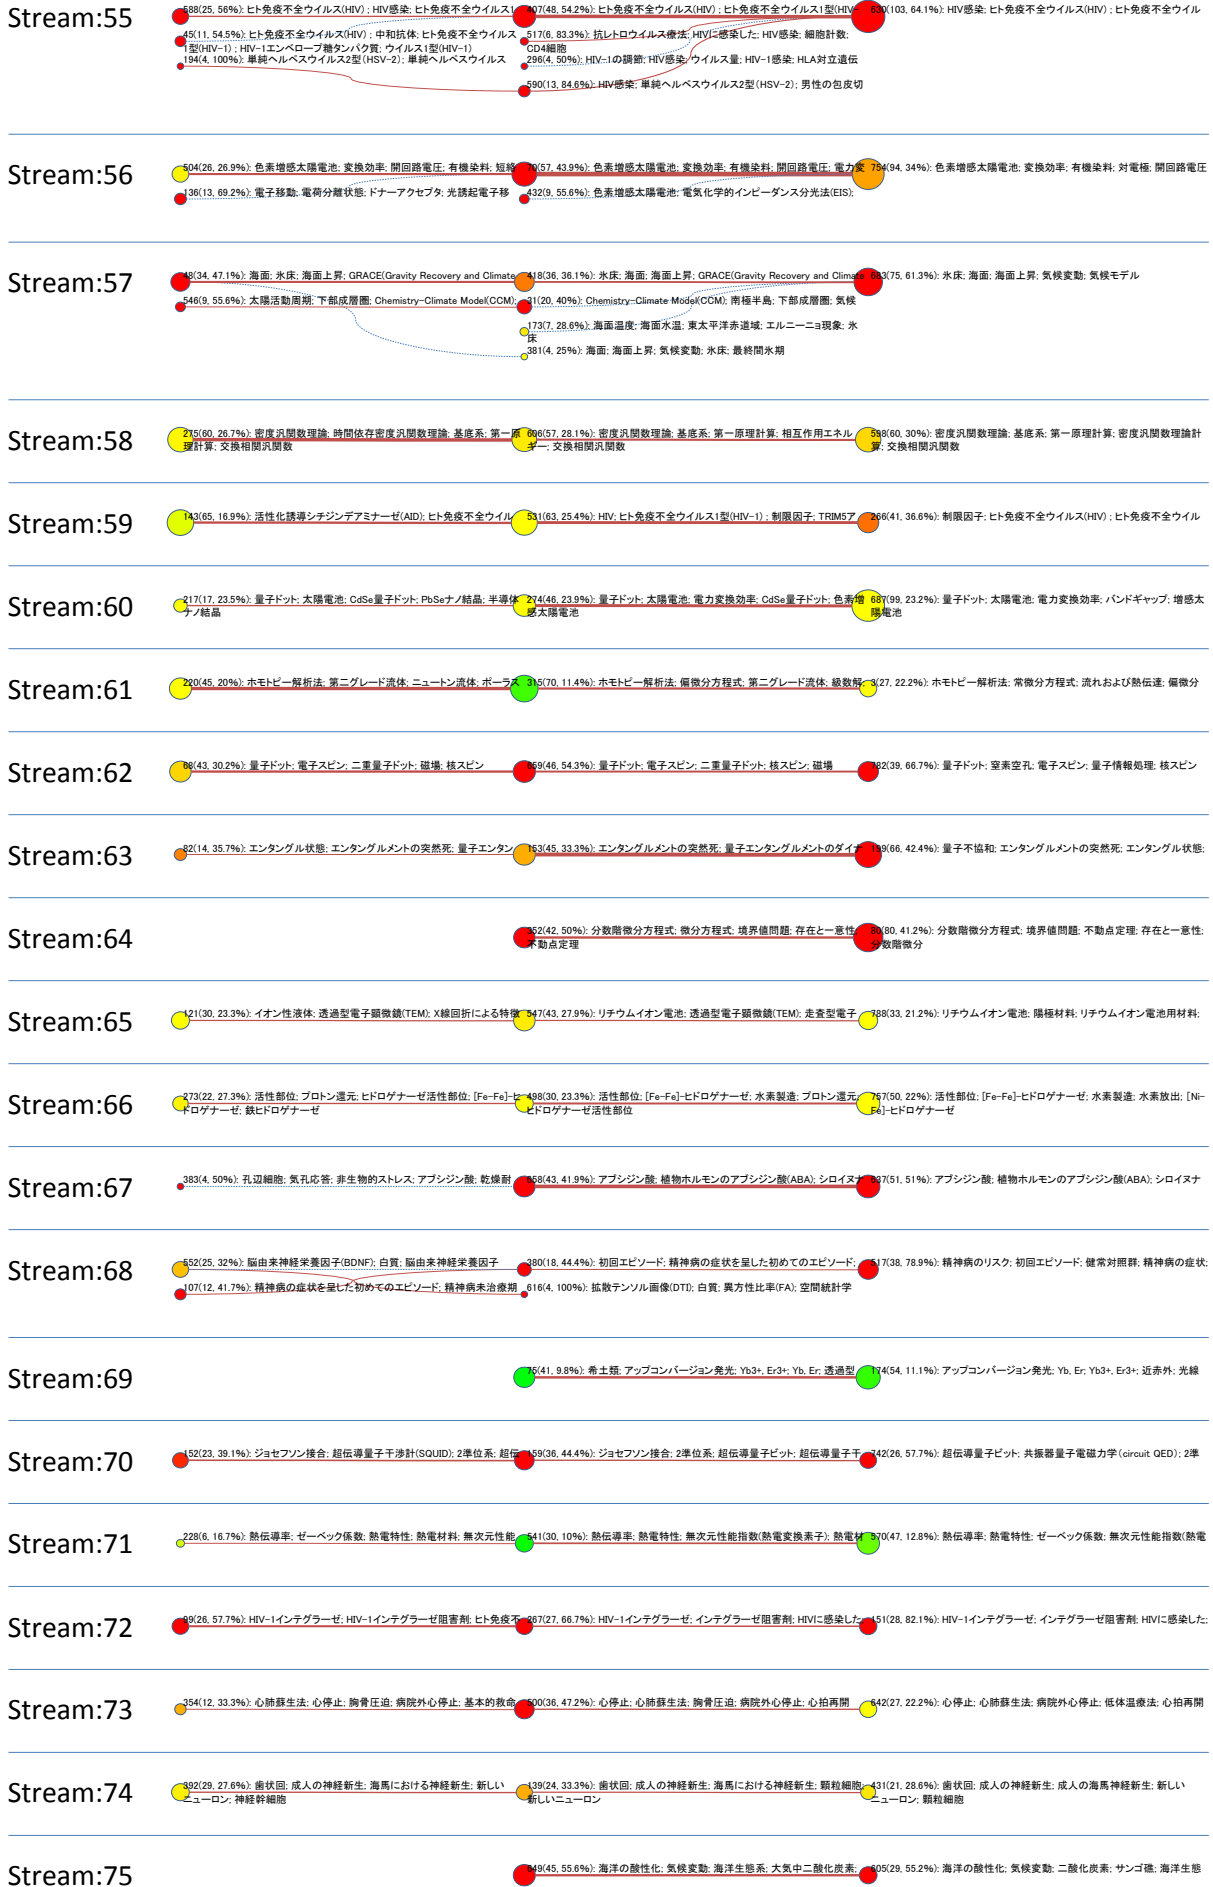 Stream:55
588(25, 56%): ヒト免疫不全ウイルス(HIV) ; HIV感染; ヒト免疫不全ウイルス1
407(48, 54.2%): ヒト免疫不全ウイルス(HIV) ; ヒト免疫不全ウイルス1型(HIV-
830(103, 64.1%): HIV感染; ヒト免疫不全ウイルス(HIV) ; ヒト免疫不全ウイル
45(11, 54.5%): ヒト免疫不全ウイルス(HIV) ; 中和抗体; ヒト免疫不全ウイルス
1型(HIV-1) ; HIV-1エンベロープ糖タンパク質; ウイルス1型(HIV-1)
517(6, 83.3%): 抗レトロウイルス療法; HIVに感染した; HIV感染; 細胞計数;
CD4細胞
194(4, 100%): 単純ヘルペスウイルス2型(HSV-2); 単純ヘルペスウイルス
296(4, 50%): HIV-1の調節; HIV感染; ウイルス量; HIV-1感染; HLA対立遺伝
590(13, 84.6%): HIV感染; 単純ヘルペスウイルス2型(HSV-2); 男性の包皮切
Stream:56
504(26, 26.9%): 色素増感太陽電池; 変換効率; 開回路電圧; 有機染料; 短絡
70(57, 43.9%): 色素増感太陽電池; 変換効率; 有機染料; 開回路電圧; 電力変
754(94, 34%): 色素増感太陽電池; 変換効率; 有機染料; 対電極; 開回路電圧
136(13, 69.2%): 電子移動; 電荷分離状態; ドナーアクセプタ; 光誘起電子移
432(9, 55.6%): 色素増感太陽電池; 電気化学的インピーダンス分光法(EIS);
Stream:57
48(34, 47.1%): 海面; 氷床; 海面上昇; GRACE(Gravity Recovery and Climate
418(36, 36.1%): 氷床; 海面; 海面上昇; GRACE(Gravity Recovery and Climate
583(75, 61.3%): 氷床; 海面; 海面上昇; 気候変動; 気候モデル
546(9, 55.6%): 太陽活動周期; 下部成層圏; Chemistry-Climate Model(CCM);
31(20, 40%): Chemistry-Climate Model(CCM); 南極半島; 下部成層圏; 気候
173(7, 28.6%): 海面温度; 海面水温; 東太平洋赤道域; エルニーニョ現象; 氷
床
381(4, 25%): 海面; 海面上昇; 気候変動; 氷床; 最終間氷期
Stream:58
275(60, 26.7%): 密度汎関数理論; 時間依存密度汎関数理論; 基底系; 第一原
理計算; 交換相関汎関数
606(57, 28.1%): 密度汎関数理論; 基底系; 第一原理計算; 相互作用エネル
ギー; 交換相関汎関数
598(60, 30%): 密度汎関数理論; 基底系; 第一原理計算; 密度汎関数理論計
算; 交換相関汎関数
Stream:59
143(65, 16.9%): 活性化誘導シチジンデアミナーゼ(AID); ヒト免疫不全ウイル
531(63, 25.4%): HIV; ヒト免疫不全ウイルス1型(HIV-1) ; 制限因子; TRIM5ア
266(41, 36.6%): 制限因子; ヒト免疫不全ウイルス(HIV) ; ヒト免疫不全ウイル
Stream:60
217(17, 23.5%): 量子ドット; 太陽電池; CdSe量子ドット; PbSeナノ結晶; 半導体
ナノ結晶
274(46, 23.9%): 量子ドット; 太陽電池; 電力変換効率; CdSe量子ドット; 色素増
感太陽電池
687(99, 23.2%): 量子ドット; 太陽電池; 電力変換効率; バンドギャップ; 増感太
陽電池
Stream:61
220(45, 20%): ホモトピー解析法; 第二グレード流体; ニュートン流体; ポーラス
315(70, 11.4%): ホモトピー解析法; 偏微分方程式; 第二グレード流体; 級数解;
3(27, 22.2%): ホモトピー解析法; 常微分方程式; 流れおよび熱伝達; 偏微分
Stream:62
68(43, 30.2%): 量子ドット; 電子スピン; 二重量子ドット; 磁場; 核スピン
659(46, 54.3%): 量子ドット; 電子スピン; 二重量子ドット; 核スピン; 磁場
782(39, 66.7%): 量子ドット; 窒素空孔; 電子スピン; 量子情報処理; 核スピン
Stream:63
82(14, 35.7%): エンタングル状態; エンタングルメントの突然死; 量子エンタン
153(45, 33.3%): エンタングルメントの突然死; 量子エンタングルメントのダイナ
199(66, 42.4%): 量子不協和; エンタングルメントの突然死; エンタングル状態;
Stream:64
352(42, 50%): 分数階微分方程式; 微分方程式; 境界値問題; 存在と一意性;
不動点定理
80(80, 41.2%): 分数階微分方程式; 境界値問題; 不動点定理; 存在と一意性;
分数階微分
Stream:65
121(30, 23.3%): イオン性液体; 透過型電子顕微鏡(TEM); X線回折による特徴
547(43, 27.9%): リチウムイオン電池; 透過型電子顕微鏡(TEM); 走査型電子
788(33, 21.2%): リチウムイオン電池; 陽極材料; リチウムイオン電池用材料;
Stream:66
273(22, 27.3%): 活性部位; プロトン還元; ヒドロゲナーゼ活性部位; [Fe-Fe]-ヒ
ドロゲナーゼ; 鉄ヒドロゲナーゼ
498(30, 23.3%): 活性部位; [Fe-Fe]-ヒドロゲナーゼ; 水素製造; プロトン還元;
ヒドロゲナーゼ活性部位
757(50, 22%): 活性部位; [Fe-Fe]-ヒドロゲナーゼ; 水素製造; 水素放出; [Ni-
Fe]-ヒドロゲナーゼ
Stream:67
383(4, 50%): 孔辺細胞; 気孔応答; 非生物的ストレス; アブシジン酸; 乾燥耐
658(43, 41.9%): アブシジン酸; 植物ホルモンのアブシジン酸(ABA); シロイヌナ
637(51, 51%): アブシジン酸; 植物ホルモンのアブシジン酸(ABA); シロイヌナ
Stream:68
552(25, 32%): 脳由来神経栄養因子(BDNF); 白質; 脳由来神経栄養因子
380(18, 44.4%): 初回エピソード; 精神病の症状を呈した初めてのエピソード;
517(38, 78.9%): 精神病のリスク; 初回エピソード; 健常対照群; 精神病の症状;
107(12, 41.7%): 精神病の症状を呈した初めてのエピソード; 精神病未治療期
616(4, 100%): 拡散テンソル画像(DTI); 白質; 異方性比率(FA); 空間統計学
Stream:69
75(41, 9.8%): 希土類; アップコンバージョン発光; Yb3+, Er3+; Yb, Er; 透過型
174(54, 11.1%): アップコンバージョン発光; Yb, Er; Yb3+, Er3+; 近赤外; 光線
Stream:70
152(23, 39.1%): ジョセフソン接合; 超伝導量子干渉計(SQUID); 2準位系; 超伝
159(36, 44.4%): ジョセフソン接合; 2準位系; 超伝導量子ビット; 超伝導量子干
742(26, 57.7%): 超伝導量子ビット; 共振器量子電磁力学(circuit QED) ; 2準
Stream:71
228(6, 16.7%): 熱伝導率; ゼーベック係数; 熱電特性; 熱電材料; 無次元性能
541(30, 10%): 熱伝導率; 熱電特性; 無次元性能指数(熱電変換素子); 熱電材
570(47, 12.8%): 熱伝導率; 熱電特性; ゼーベック係数; 無次元性能指数(熱電
Stream:72
99(26, 57.7%): HIV-1インテグラーゼ; HIV-1インテグラーゼ阻害剤; ヒト免疫不
267(27, 66.7%): HIV-1インテグラーゼ; インテグラーゼ阻害剤; HIVに感染した;
151(28, 82.1%): HIV-1インテグラーゼ; インテグラーゼ阻害剤; HIVに感染した;
Stream:73
354(12, 33.3%): 心肺蘇生法; 心停止; 胸骨圧迫; 病院外心停止; 基本的救命
500(36, 47.2%): 心停止; 心肺蘇生法; 胸骨圧迫; 病院外心停止; 心拍再開
642(27, 22.2%): 心停止; 心肺蘇生法; 病院外心停止; 低体温療法; 心拍再開
Stream:74
392(29, 27.6%): 歯状回; 成人の神経新生; 海馬における神経新生; 新しい
ニューロン; 神経幹細胞
139(24, 33.3%): 歯状回; 成人の神経新生; 海馬における神経新生; 顆粒細胞;
新しいニューロン
431(21, 28.6%): 歯状回; 成人の神経新生; 成人の海馬神経新生; 新しい
ニューロン; 顆粒細胞
Stream:75
649(45, 55.6%): 海洋の酸性化; 気候変動; 海洋生態系; 大気中二酸化炭素;
605(29, 55.2%): 海洋の酸性化; 気候変動; 二酸化炭素; サンゴ礁; 海洋生態